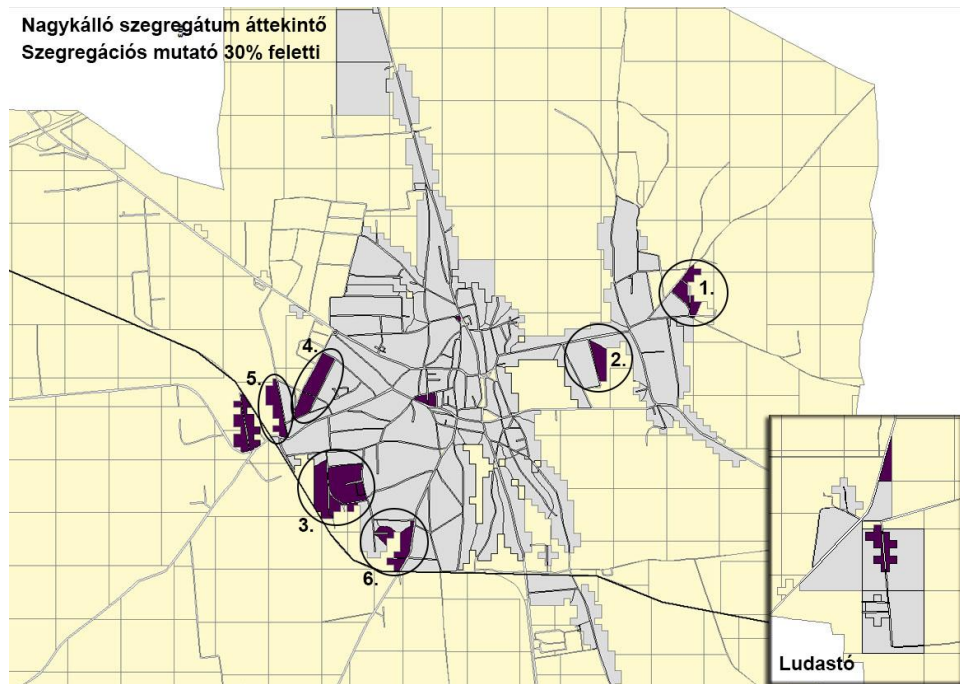 Nagykálló szegregátum áttekintő
Szegregációs mutató 30% feletti
1.
2.
4.
5.
3.
6.
Ludastó